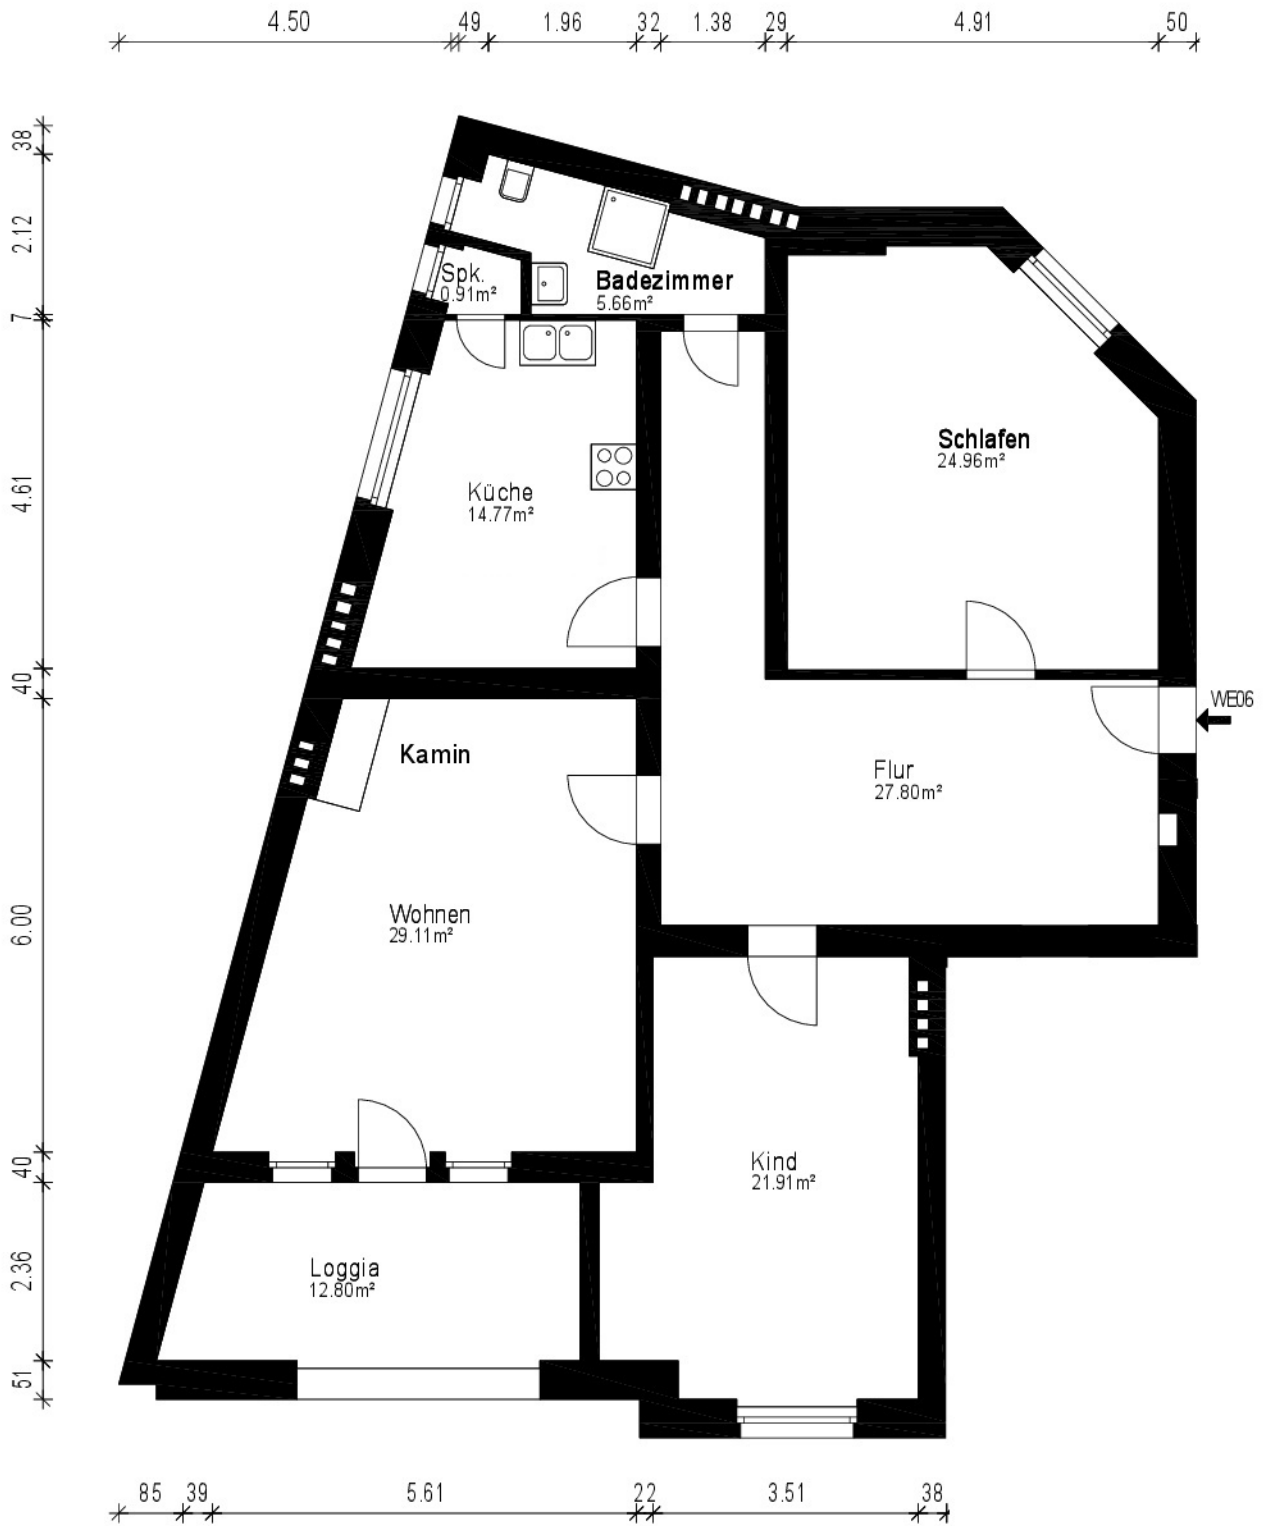 4.50 49 1.96 32 1.38 29 4.91 50
38
2.12
7
4.61
40
6.00
40
2.36
51
Spk.
0.91m²
Badezimmer
5.66m²
Schlafen
24.96m²
Küche
14.77m²
WE06
Kamin
Flur
27.80m²
Wohnen
29.11m²
Kind
21.91m²
Loggia
12.80m²
85 39 5.61 22 3.51 38